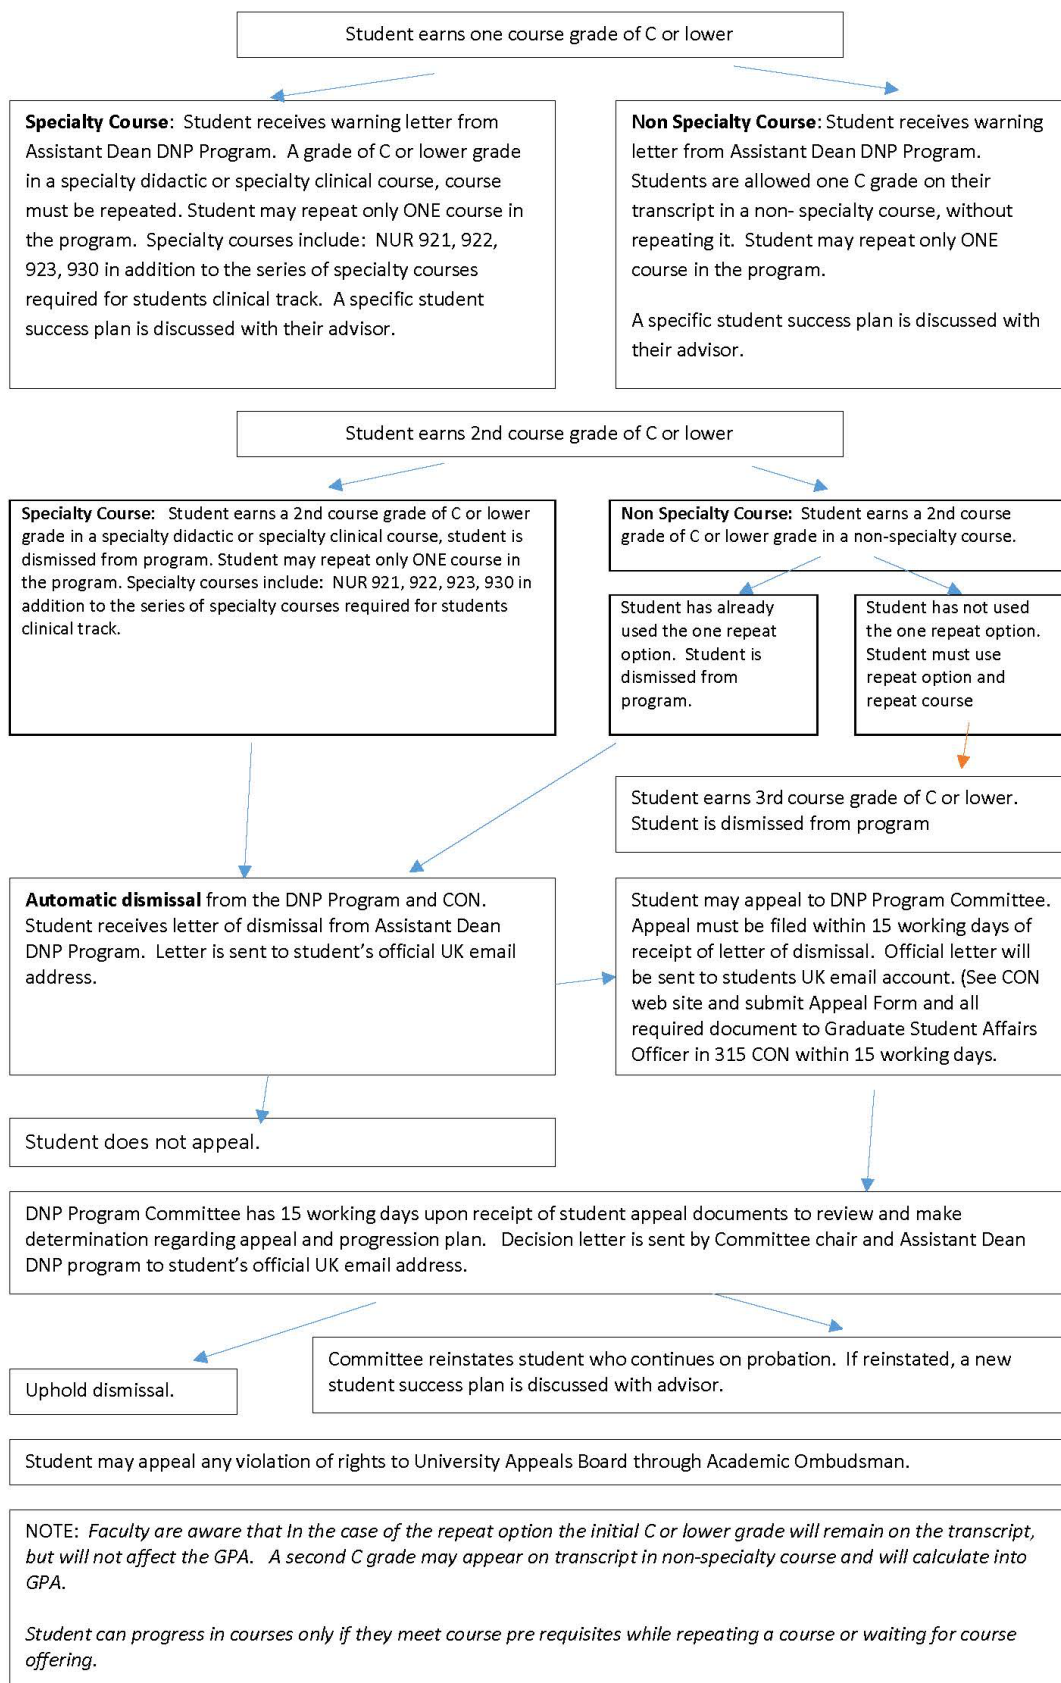 Student earns one course grade of C or lower
Specialty Course: Student receives warning letter from
Assistant Dean DNP Program. A grade of C or lower grade
in a specialty didactic or specialty clinical course, course
must be repeated. Student may repeat only ONE course in
the program. Specialty courses include: NUR 921, 922,
923, 930 in addition to the series of specialty courses
required for students clinical track. A specific student
success plan is discussed with their advisor.
Non Specialty Course: Student receives warning
letter from Assistant Dean DNP Program.
Students are allowed one C grade on their
transcript in a non- specialty course, without
repeating it. Student may repeat only ONE
course in the program.
A specific student success plan is discussed with
their advisor.
Student earns 2nd course grade of C or lower
Specialty Course: Student earns a 2nd course grade of C or lower
grade in a specialty didactic or specialty clinical course, student is
dismissed from program. Student may repeat only ONE course in
the program. Specialty courses include: NUR 921, 922, 923, 930 in
addition to the series of specialty courses required for students
clinical track.
Non Specialty Course: Student earns a 2nd course
grade of C or lower grade in a non-specialty course.
Student has already
used the one repeat
option. Student is
dismissed from
program.
Student has not used
the one repeat option.
Student must use
repeat option and
repeat course
Student earns 3rd course grade of C or lower.
Student is dismissed from program
Automatic dismissal from the DNP Program and CON.
Student receives letter of dismissal from Assistant Dean
DNP Program. Letter is sent to student’s official UK email
address.
Student may appeal to DNP Program Committee.
Appeal must be filed within 15 working days of
receipt of letter of dismissal. Official letter will
be sent to students UK email account. (See CON
web site and submit Appeal Form and all
required document to Graduate Student Affairs
Officer in 315 CON within 15 working days.
Student does not appeal.
DNP Program Committee has 15 working days upon receipt of student appeal documents to review and make
determination regarding appeal and progression plan. Decision letter is sent by Committee chair and Assistant Dean
DNP program to student’s official UK email address.
Uphold dismissal.
Committee reinstates student who continues on probation. If reinstated, a new
student success plan is discussed with advisor.
Student may appeal any violation of rights to University Appeals Board through Academic Ombudsman.
NOTE: Faculty are aware that In the case of the repeat option the initial C or lower grade will remain on the transcript,
but will not affect the GPA. A second C grade may appear on transcript in non-specialty course and will calculate into
GPA.
Student can progress in courses only if they meet course pre requisites while repeating a course or waiting for course
offering.